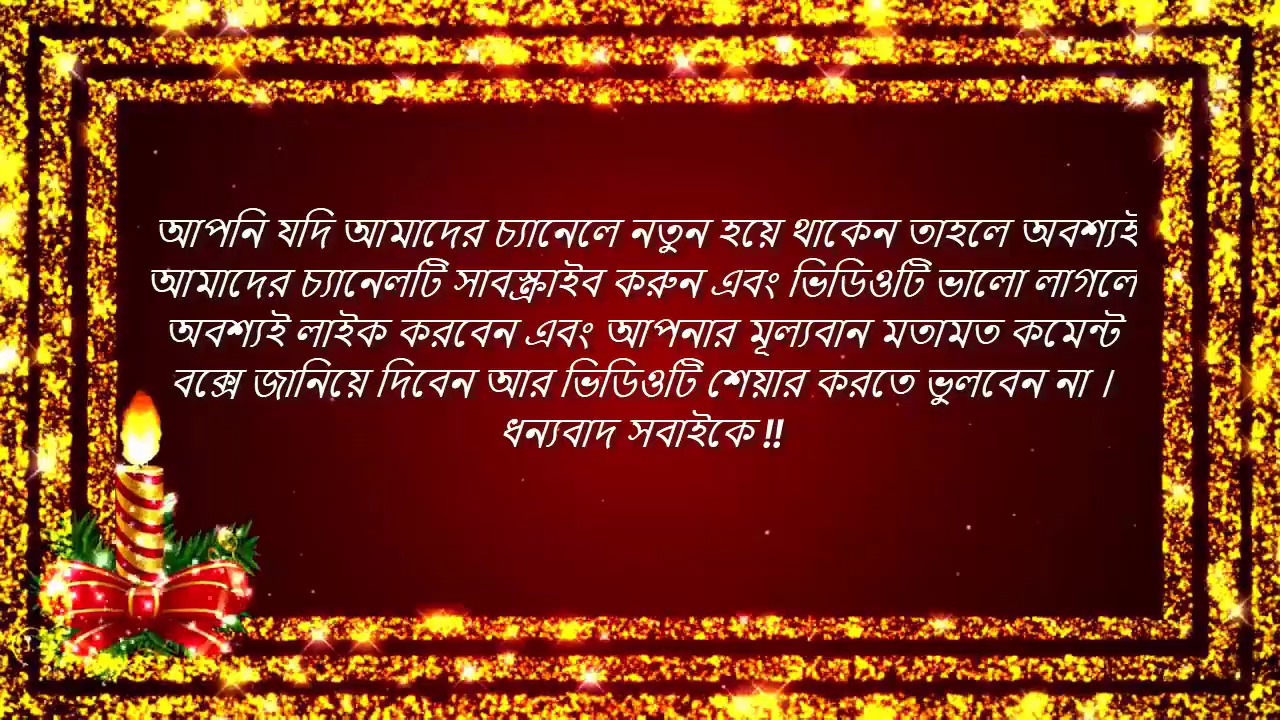 আপনি যদি আমাদের চ্যানেলে নতুন হয়ে থাকেন তাহলে অবশ্যই
আমাদের চ্যানেলটি সাবস্ক্রাইব করুন এবং ভিডিওটি ভালো লাগলে
অবশ্যই লাইক করবেন এবং আপনার মূল্যবান মতামত কমেন্ট
বক্সে জানিয়ে দিবেন আর ভিডিওটি শেয়ার করতে ভুলবেন না ।
ধন্যবাদ সবাইকে !!